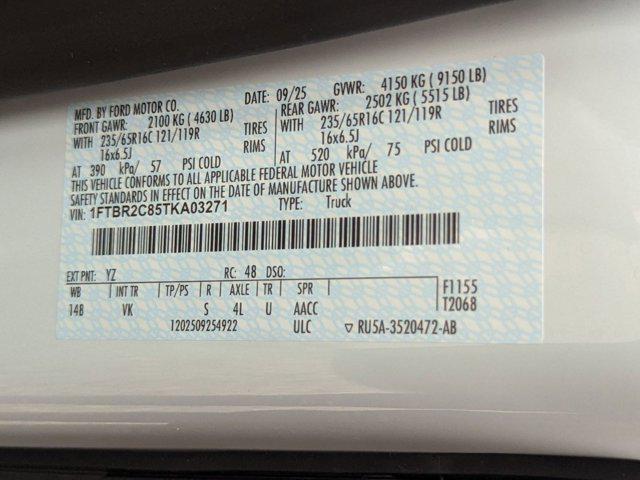 MFD. BY FORD MOTOR CO. DATE: 09/25 GVWR: 4150 KG ( 9150 LB)
FRONT GAWR: 2100 KG ( 4630 LB) REAR GAWR: 2502 KG ( 5515 LB)
WITH 235/65R16C 121/119R TIRES WITH 235/65R16C 121/119R TIRES
16x6.5J RIMS 16x6.5J RIMS
AT 390 kPa/ 57 PSI COLD AT 520 kPa/ 75 PSI COLD
THIS VEHICLE CONFORMS TO ALL APPLICABLE FEDERAL MOTOR VEHICLE
SAFETY STANDARDS IN EFFECT ON THE DATE OF MANUFACTURE SHOWN ABOVE.
VIN: 1FTBR2C85TKA03271 TYPE: Truck
EXT PNT: YZ RC: 48 DSO:
WB INT TR TP/PS R AXLE TR SPR F1155
148 VK S 4L U AACC T2068
1202509254922 ULC ▽ RU5A-3520472-AB